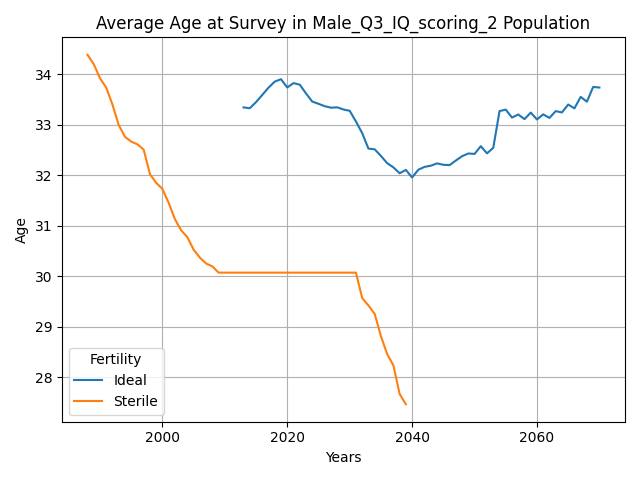 Average Age at Survey in Male_Q3_IQ_scoring_2 Population
Age
34
33
32
31
30
29
28
Fertility
Ideal
Sterile
2000
2020
2040
2060
Years